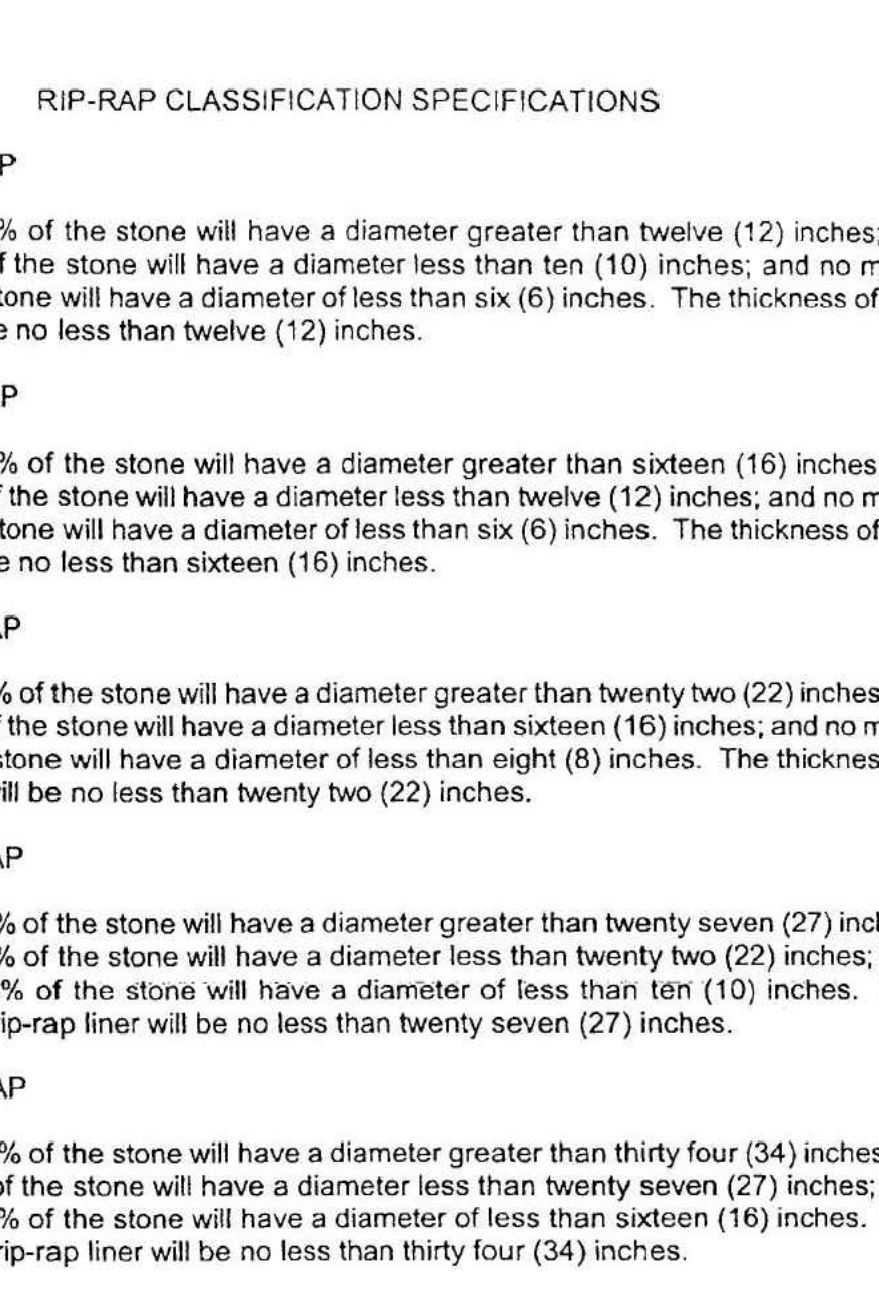 RIP-RAP CLASSIFICATION SPECIFICATIONS
P
% of the stone will have a diameter greater than twelve (12) inches;
f the stone will have a diameter less than ten (10) inches; and no m
tone will have a diameter of less than six (6) inches. The thickness of
e no less than twelve (12) inches.
P
% of the stone will have a diameter greater than sixteen (16) inches
f the stone will have a diameter less than twelve (12) inches; and no m
tone will have a diameter of less than six (6) inches. The thickness of
e no less than sixteen (16) inches.
AP
% of the stone will have a diameter greater than twenty two (22) inches
f the stone will have a diameter less than sixteen (16) inches; and no m
stone will have a diameter of less than eight (8) inches. The thicknes
ill be no less than twenty two (22) inches.
AP
% of the stone will have a diameter greater than twenty seven (27) incl
% of the stone will have a diameter less than twenty two (22) inches;
% of the stone will have a diameter of less than ten (10) inches.
ip-rap liner will be no less than twenty seven (27) inches.
AP
% of the stone will have a diameter greater than thirty four (34) inches
of the stone will have a diameter less than twenty seven (27) inches;
% of the stone will have a diameter of less than sixteen (16) inches.
rip-rap liner will be no less than thirty four (34) inches.